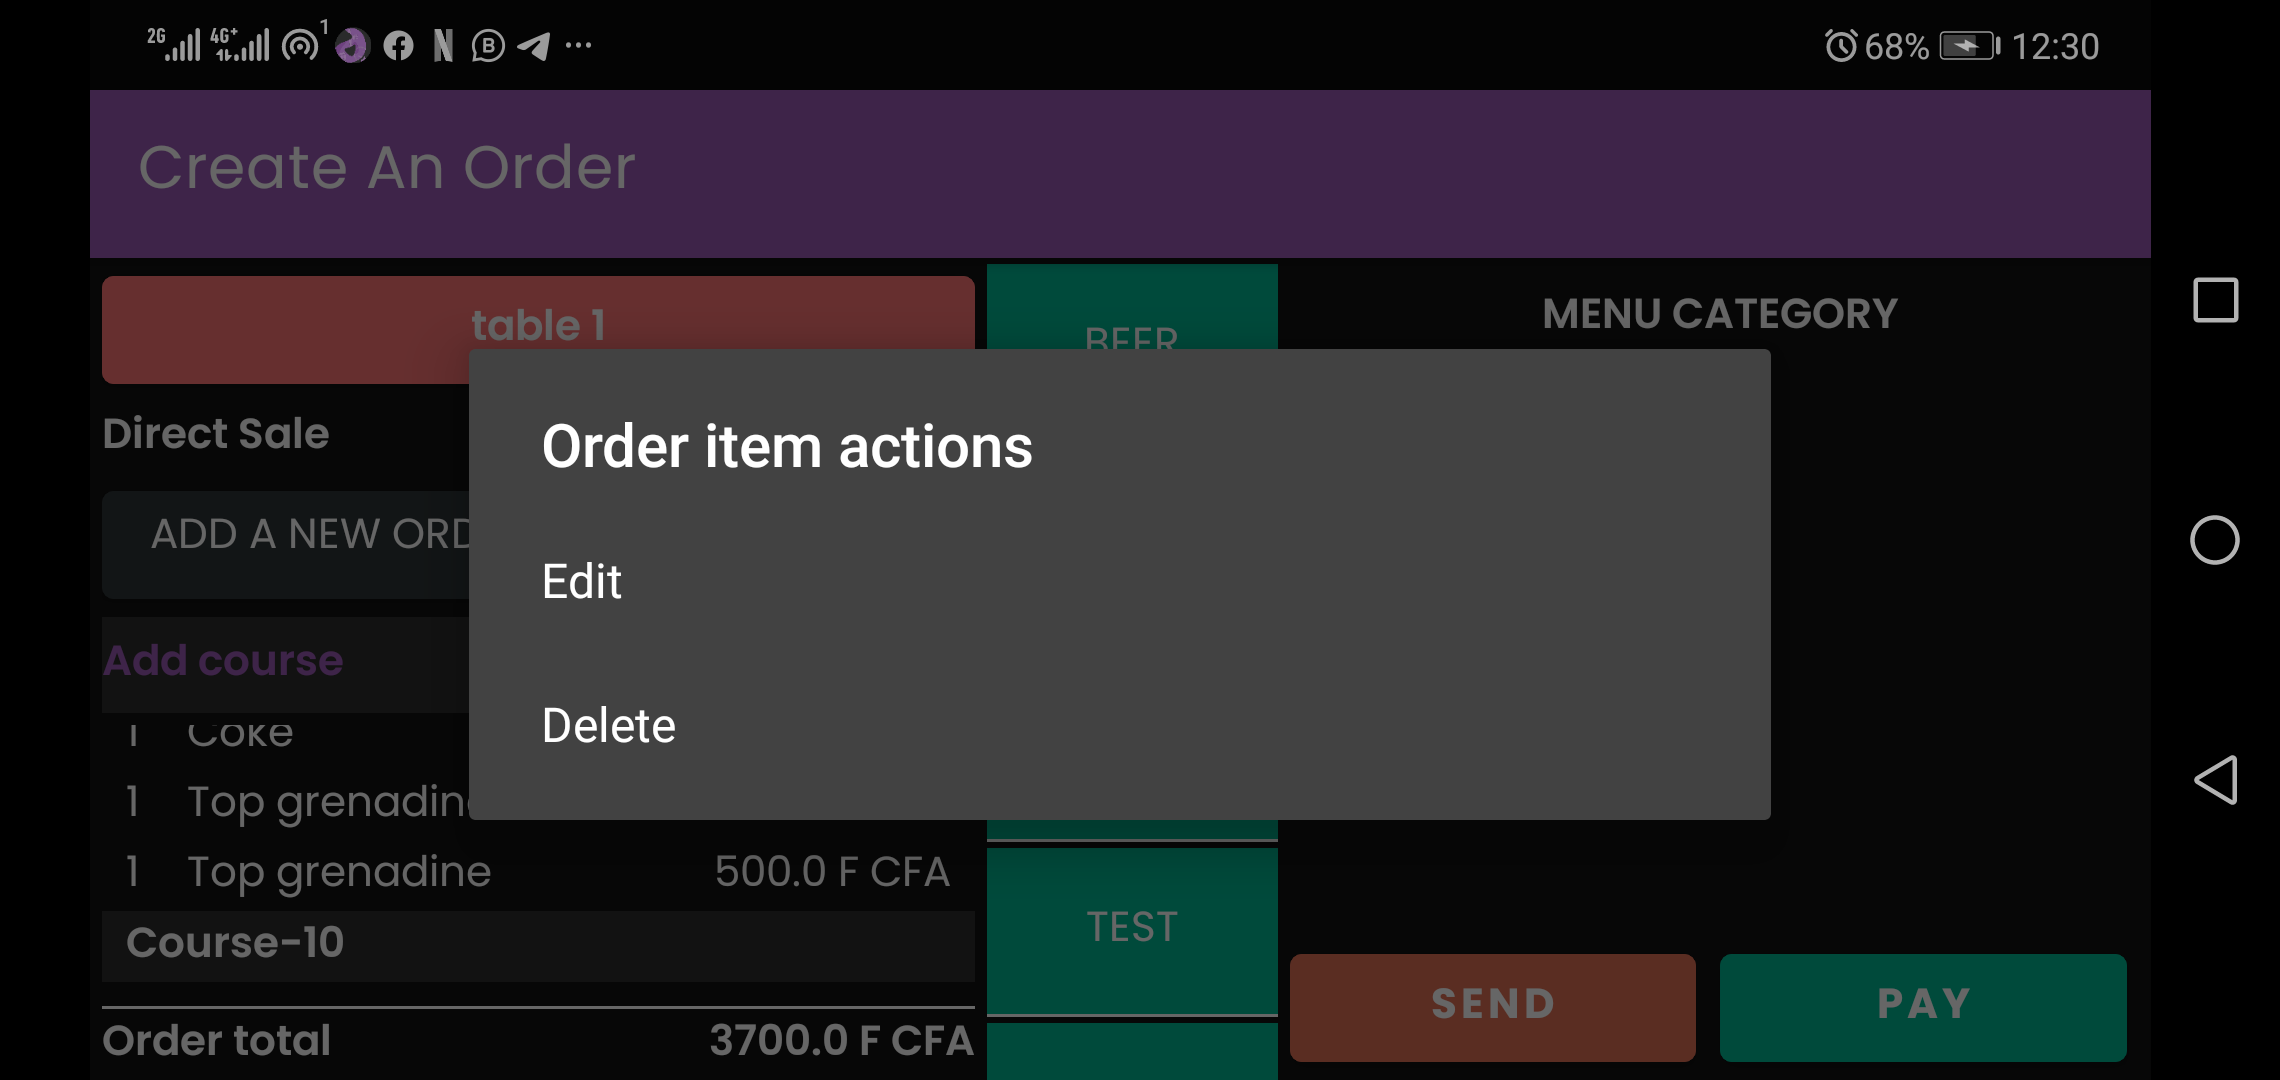 2G 4G+ 1 68% 12:30
Create An Order
table 1
Direct Sale
ADD A NEW ORD
Add course
1 Coke
1 Top grenadin
1 Top grenadine 500.0 F CFA
Course-10
Order total 3700.0 F CFA
BEER
TEST
MENU CATEGORY
SEND
PAY
Order item actions
Edit
Delete